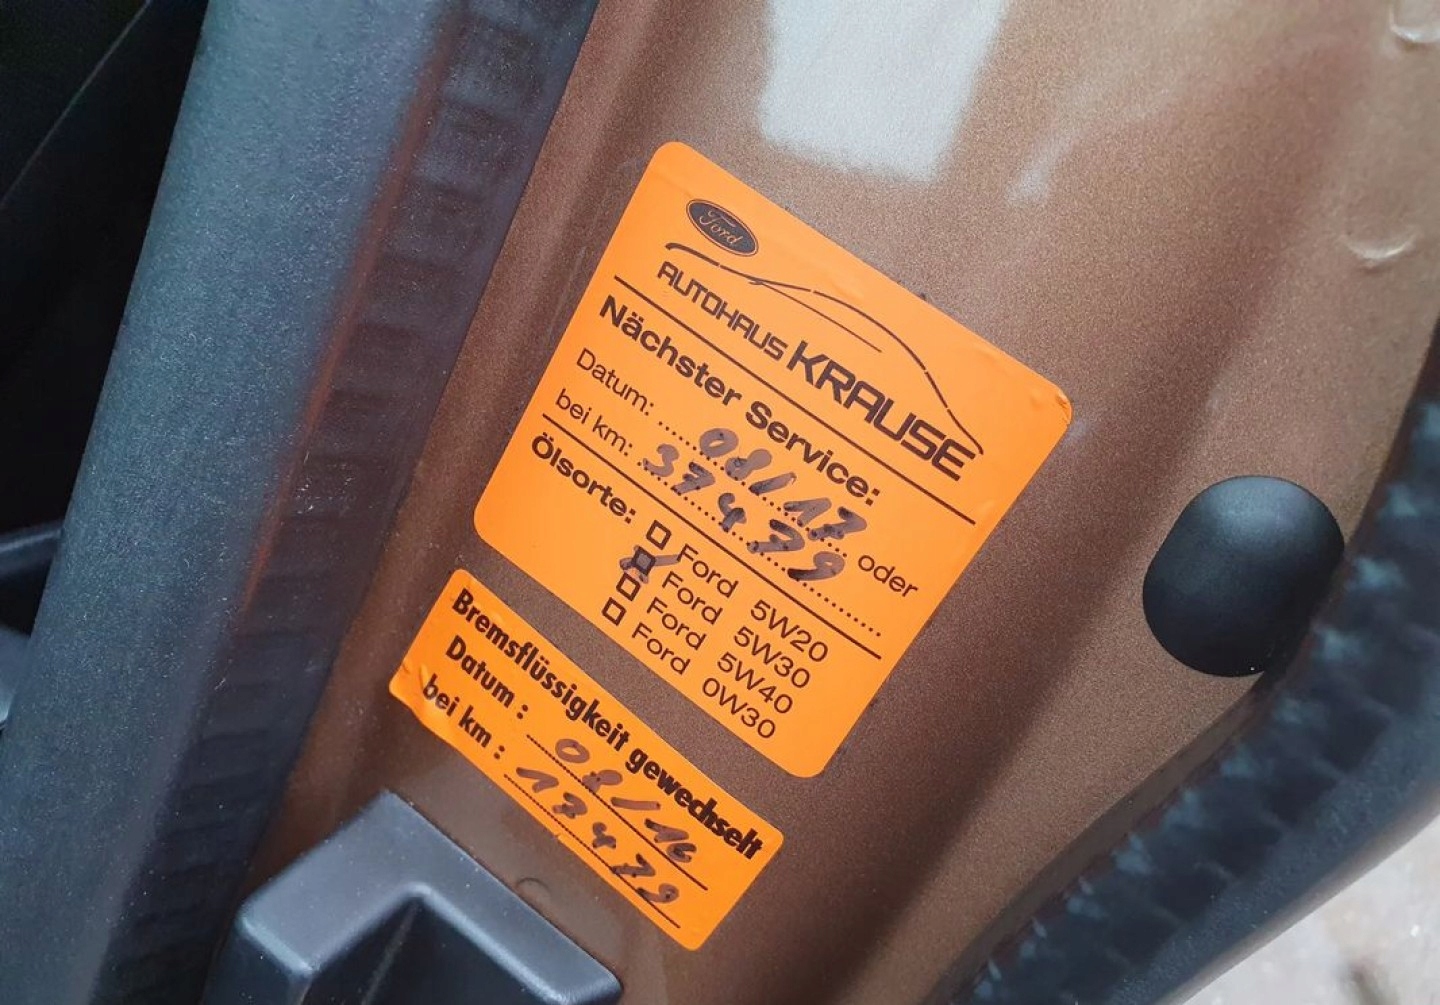 Ford
AUTOHAUS KRAUSE
Nächster Service:
Datum: 08/17 oder
bei km: 37479
Ölsorte:
Ford 5W20
Ford 5W30
Ford 5W40
Ford 0W30
Bremsflüssigkeit gewechselt
Datum: 08/16
bei km: 17479